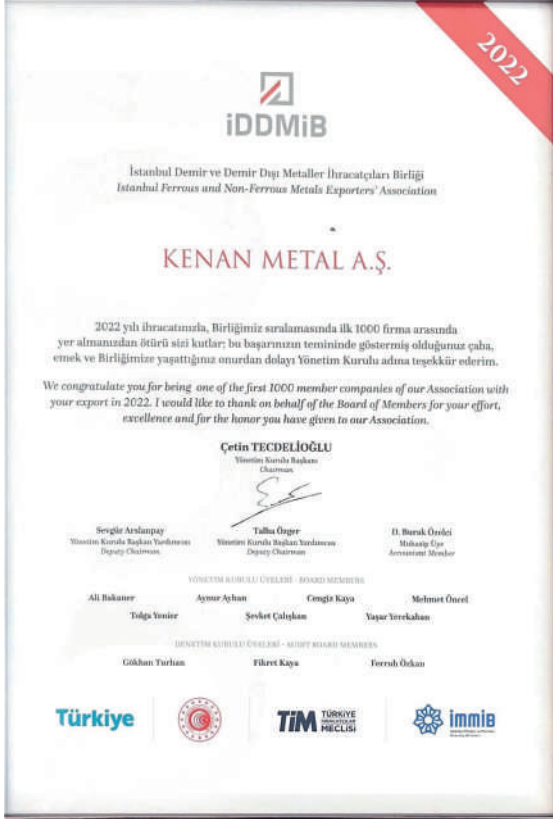 2022
iDDMiB
İstanbul Demir ve Demir Dışı Metaller İhracatçıları Birliği
Istanbul Ferrous and Non-Ferrous Metals Exporters' Association
KENAN METAL A.Ş.
2022 yılı ihracatınızla, Birliğimiz sıralamasında ilk 1000 firma arasında
yer almanızdan ötürü sizi kutlar; bu başarınızın temininde göstermiş olduğunuz çaba,
emek ve Birliğimize yaşattığınız onurdan dolayı Yönetim Kurulu adına teşekkür ederim.
We congratulate you for being one of the first 1000 member companies of our Association with
your export in 2022. I would like to thank on behalf of the Board of Members for your effort,
excellence and for the honor you have given to our Association.
Çetin TECDELİOĞLU
Yönetim Kurulu Başkanı
Chairman
Sevgür Arslanpay
Yönetim Kurulu Başkan Yardımcısı
Deputy Chairman
Talha Özger
Yönetim Kurulu Başkan Yardımcısı
Deputy Chairman
D. Burak Önder
Muhasip Üye
Accountant Member
YÖNETİM KURULU ÜYELERİ - BOARD MEMBERS
Ali Bakaner Aynur Ayhan Cengiz Kaya Mehmet Öncel
Tolga Yenier Şevket Çalışkan Yaşar Yerekaban
DENETİM KURULU ÜYELERİ - AUDIT BOARD MEMBERS
Gökhan Turhan Fikret Kaya Ferruh Özkan
Türkiye
TİM TÜRKİYE
İHRACATÇILAR
MECLİSİ
immiB